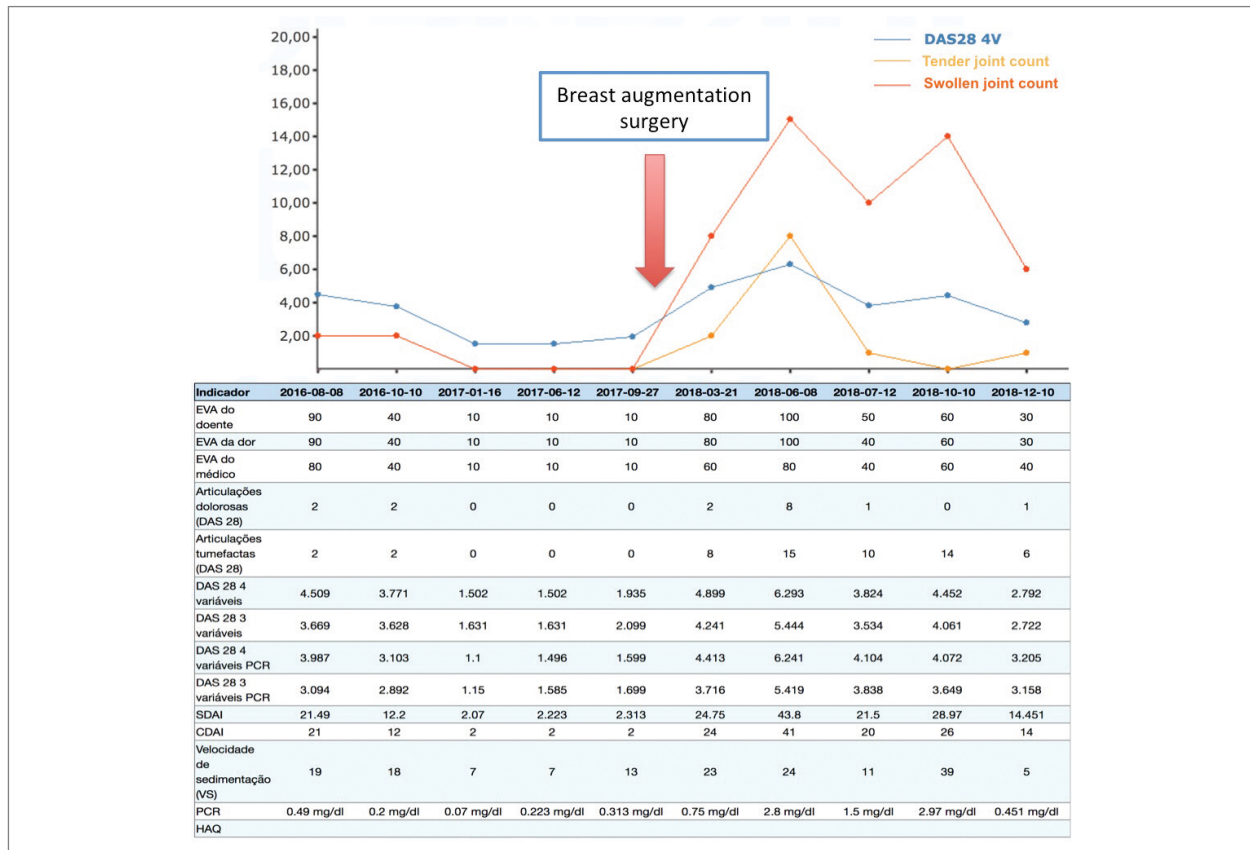 20,00
18,00
16,00
14,00
12,00
10,00
8,00
6,00
4,00
2,00
DAS28 4V
Tender joint count
Swollen joint count
Breast augmentation
surgery
Indicador 2016-08-08 2016-10-10 2017-01-16 2017-06-12 2017-09-27 2018-03-21 2018-06-08 2018-07-12 2018-10-10 2018-12-10
EVA do
doente 90 40 10 10 10 80 100 50 60 30
EVA da dor 90 40 10 10 10 80 100 40 60 30
EVA do
médico 80 40 10 10 10 60 80 40 60 40
Articulações
dolorosas 2 2 0 0 0 2 8 1 0 1
(DAS 28)
Articulações
tumefactas 2 2 0 0 0 8 15 10 14 6
(DAS 28)
DAS 28 4
variáveis 4.509 3.771 1.502 1.502 1.935 4.899 6.293 3.824 4.452 2.792
DAS 28 3
variáveis 3.669 3.628 1.631 1.631 2.099 4.241 5.444 3.534 4.061 2.722
DAS 28 4
variáveis PCR 3.987 3.103 1.1 1.496 1.599 4.413 6.241 4.104 4.072 3.205
DAS 28 3
variáveis PCR 3.094 2.892 1.15 1.585 1.699 3.716 5.419 3.838 3.649 3.158
SDAI 21.49 12.2 2.07 2.223 2.313 24.75 43.8 21.5 28.97 14.451
CDAI 21 12 2 2 2 24 41 20 26 14
Velocidade
de
sedimentação 19 18 7 7 13 23 24 11 39 5
(VS)
PCR 0.49 mg/dl 0.2 mg/dl 0.07 mg/dl 0.223 mg/dl 0.313 mg/dl 0.75 mg/dl 2.8 mg/dl 1.5 mg/dl 2.97 mg/dl 0.451 mg/dl
HAQ